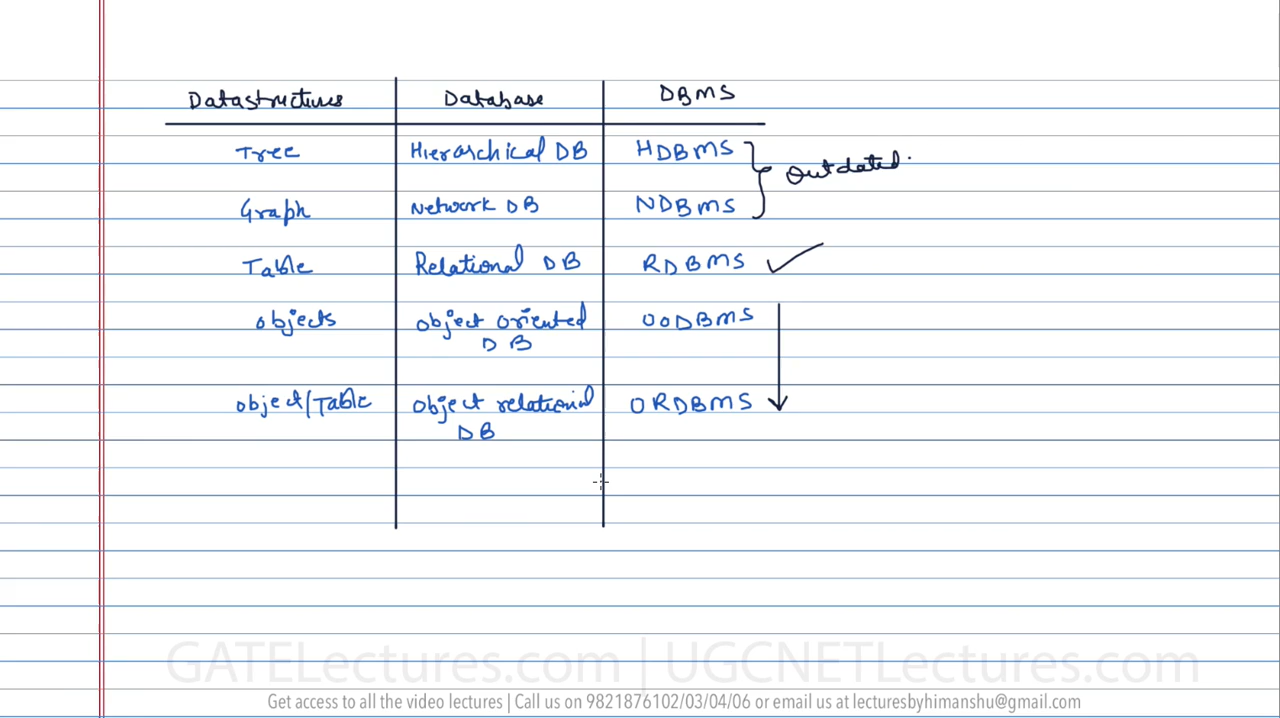 Datastructures Database DBMS
Tree Hierarchical DB HDBMS
Outdated.
Graph Network DB NDBMS
Table Relational DB RDBMS
objects object oriented OODBMS
DB
object/Table object relational ORDBMS
DB
GATELectures.com | UGCNETLectures.com
Get access to all the video lectures | Call us on 9821876102/03/04/06 or email us at lecturesbyhimanshu@gmail.com